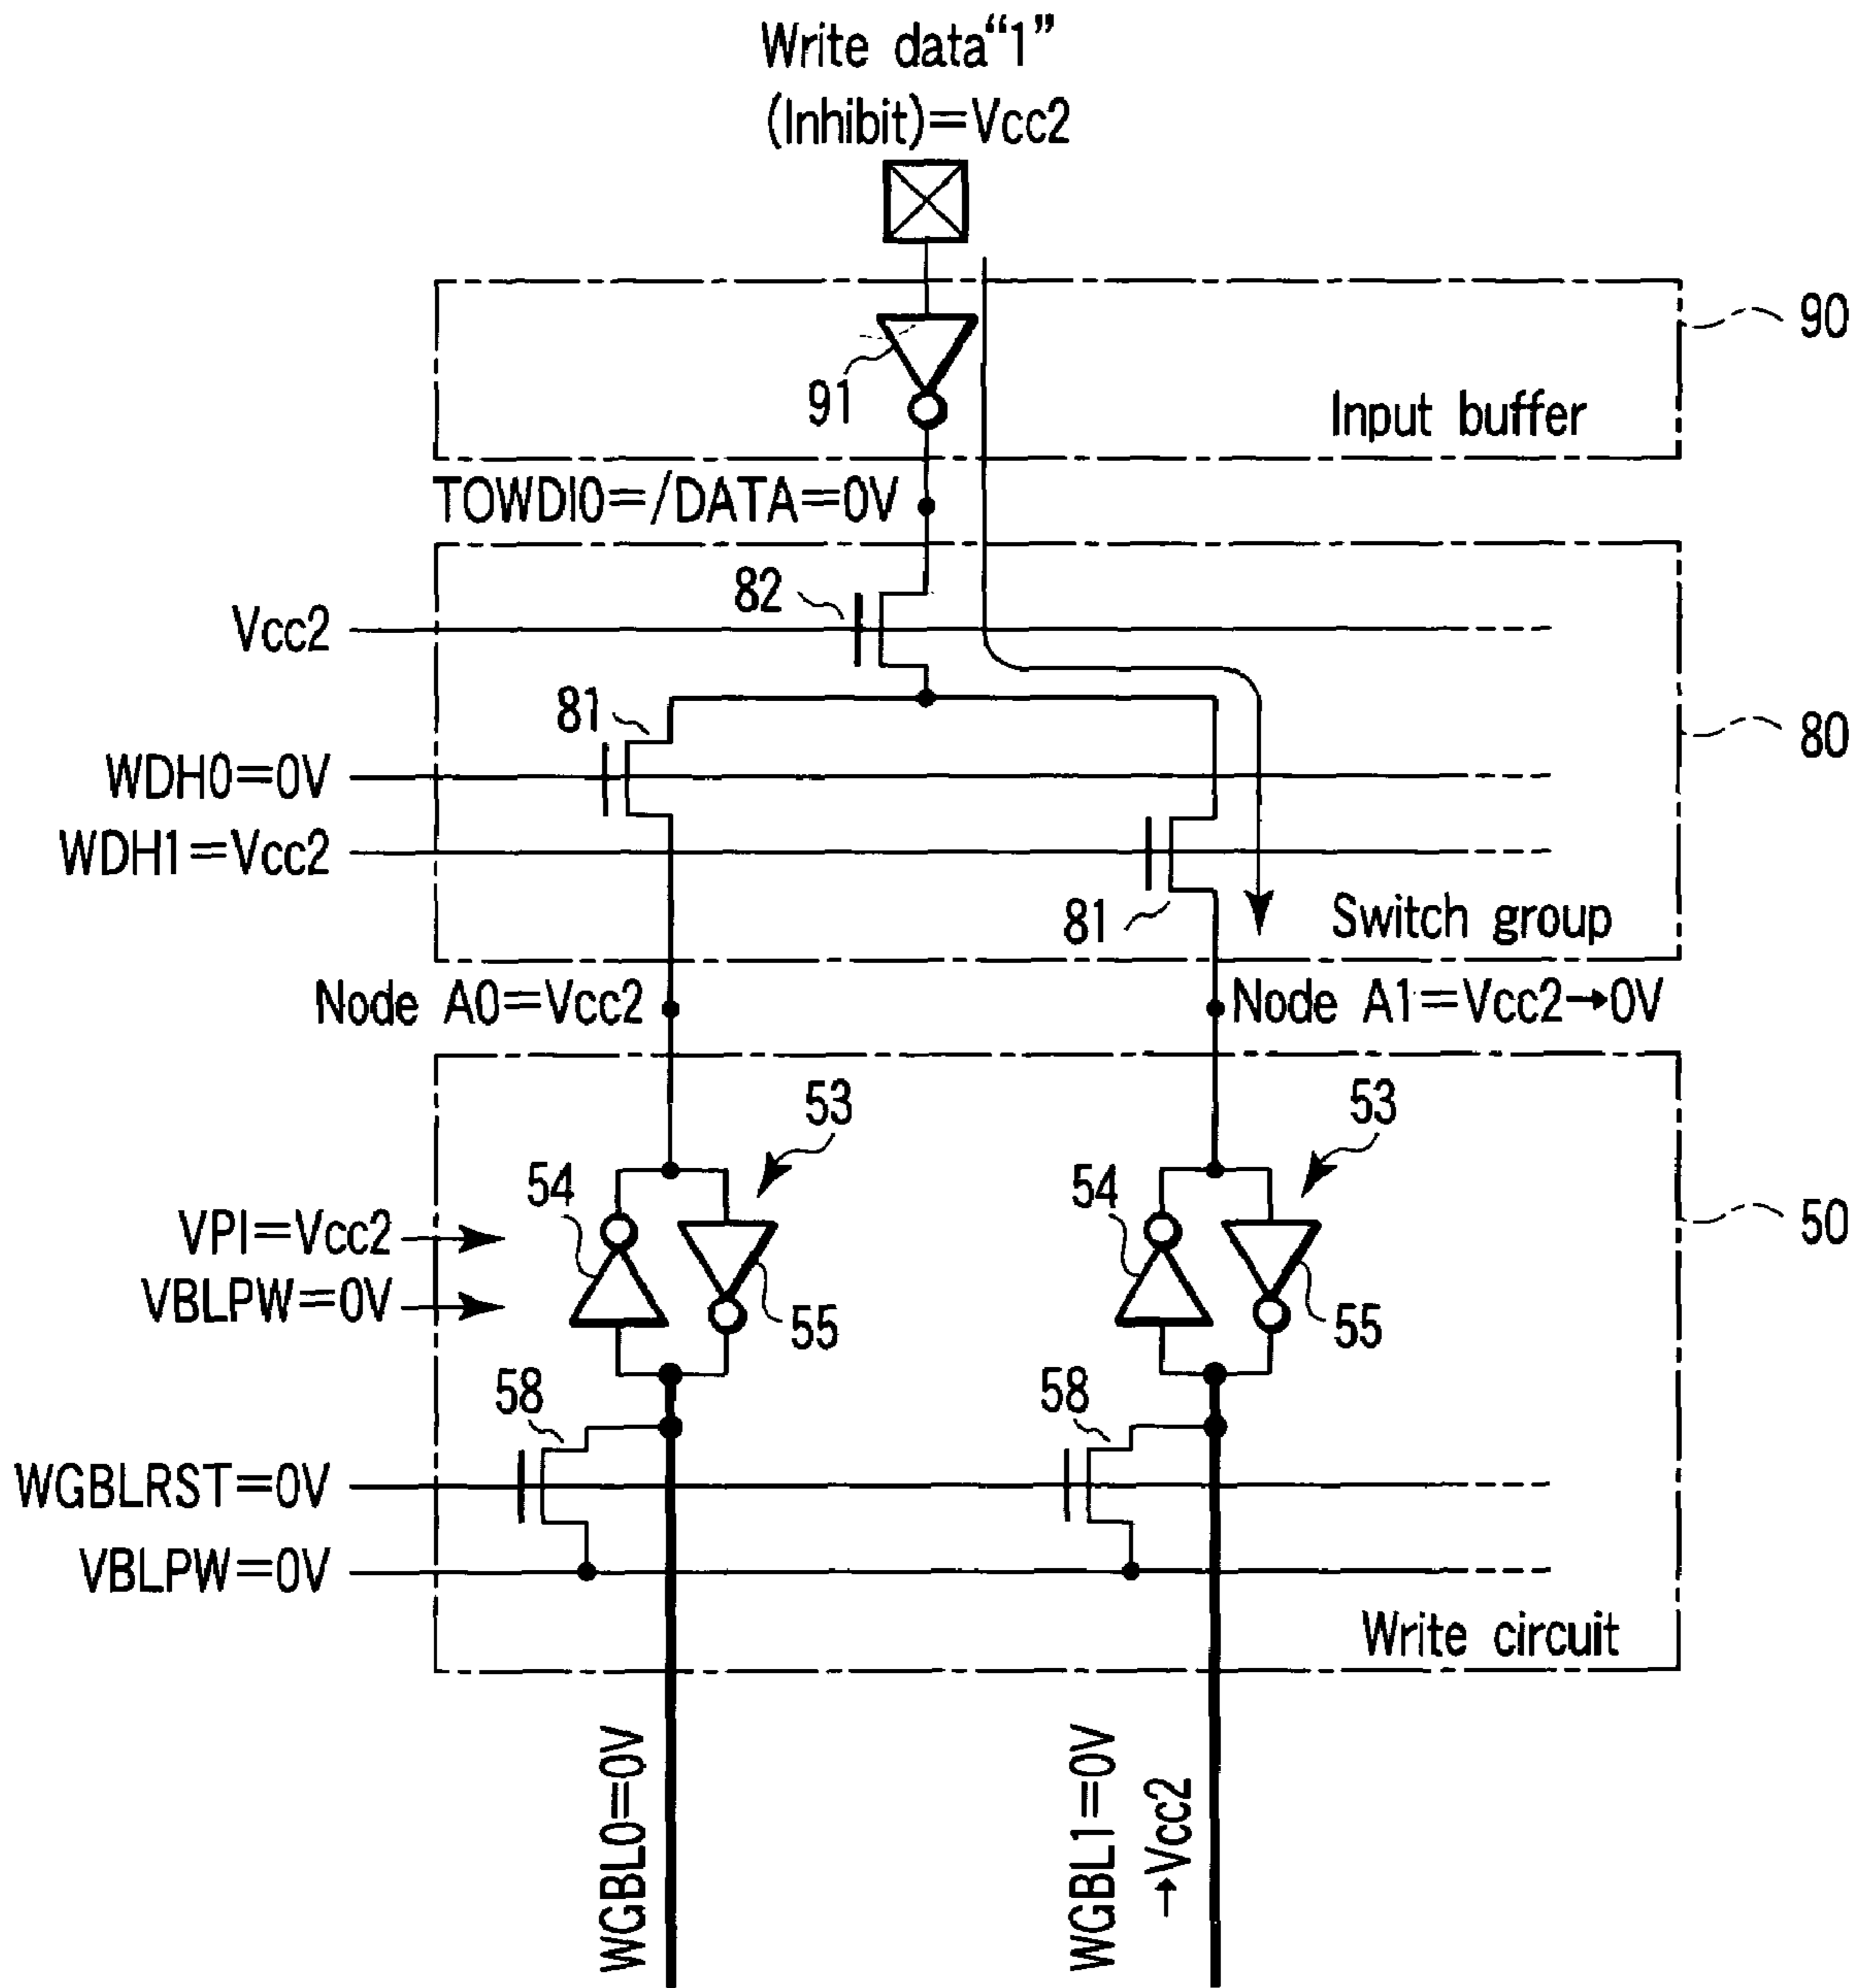 Write data“1”
(Inhibit)=Vcc2
90
91
Input buffer
TOWDI0=/DATA=0V
82
Vcc2
81
80
WDH0=0V
WDH1=Vcc2
81
Switch group
Node A0=Vcc2
Node A1=Vcc2→0V
53
53
54
54
50
VPI=Vcc2
VBLPW=0V
55
55
58
58
WGBLRST=0V
VBLPW=0V
Write circuit
WGBL0=0V
WGBL1=0V
→Vcc2